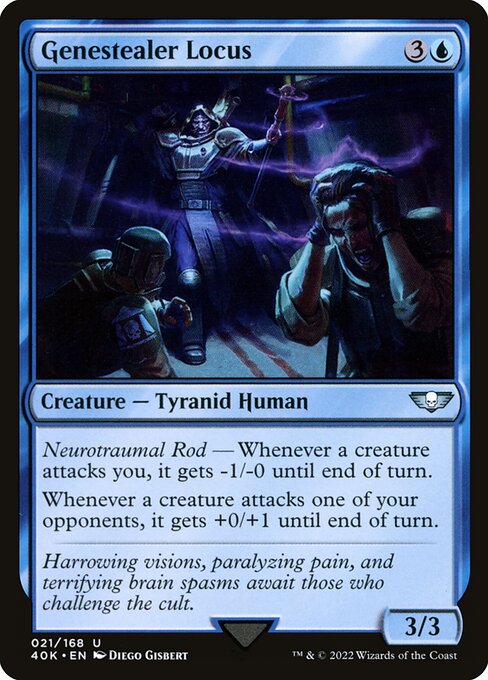 Genestealer Locus 3
Creature — Tyranid Human
Neurotraumal Rod — Whenever a creature
attacks you, it gets -1/-0 until end of turn.
Whenever a creature attacks one of your
opponents, it gets +0/+1 until end of turn.
Harrowing visions, paralyzing pain, and
terrifying brain spasms await those who
challenge the cult.
3/3
021/168 U
40K • EN Diego Gisbert
™ & © 2022 Wizards of the Coast